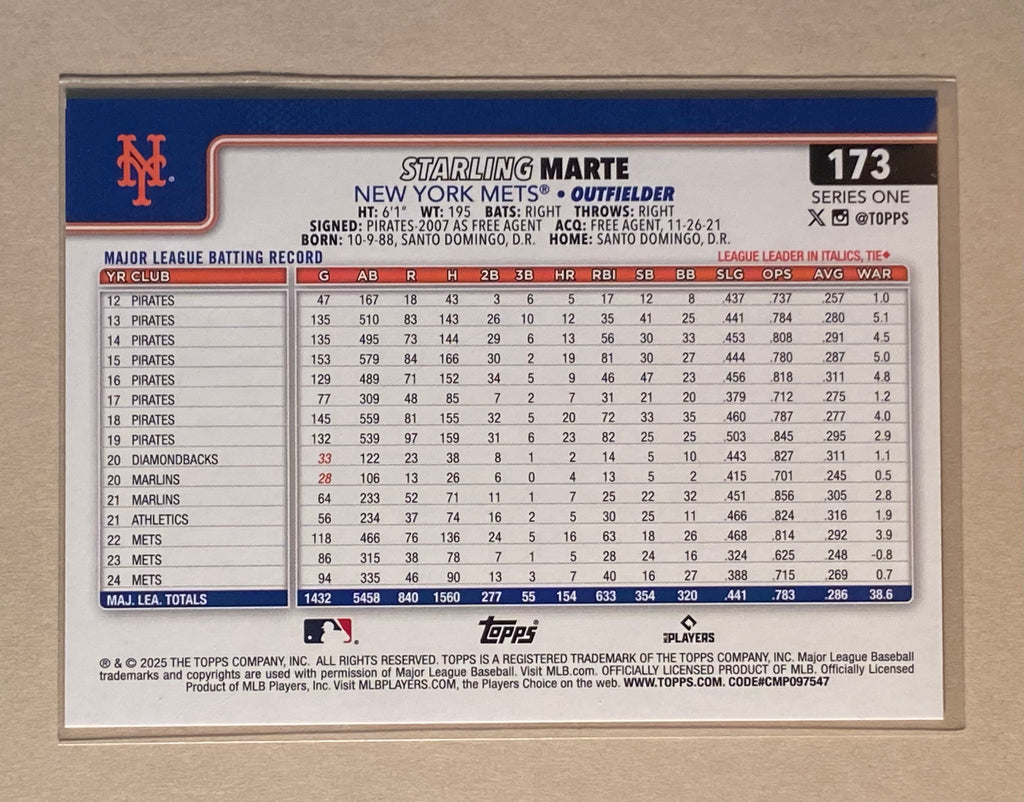 NY
STARLING MARTE
NEW YORK METS® • OUTFIELDER
HT: 6'1" WT: 195 BATS: RIGHT THROWS: RIGHT
SIGNED: PIRATES-2007 AS FREE AGENT ACQ: FREE AGENT, 11-26-21
BORN: 10-9-88, SANTO DOMINGO, D.R. HOME: SANTO DOMINGO, D.R.
173
SERIES ONE
X @TOPPS
MAJOR LEAGUE BATTING RECORD LEAGUE LEADER IN ITALICS, TIE◆
YR CLUB G AB R H 2B 3B HR RBI SB BB SLG OPS AVG WAR
12 PIRATES 47 167 18 43 3 6 5 17 12 8 .437 .737 .257 1.0
13 PIRATES 135 510 83 143 26 10 12 35 41 25 .441 .784 .280 5.1
14 PIRATES 135 495 73 144 29 6 13 56 30 33 .453 .808 .291 4.5
15 PIRATES 153 579 84 166 30 2 19 81 30 27 .444 .780 .287 5.0
16 PIRATES 129 489 71 152 34 5 9 46 47 23 .456 .818 .311 4.8
17 PIRATES 77 309 48 85 7 2 7 31 21 20 .379 .712 .275 1.2
18 PIRATES 145 559 81 155 32 5 20 72 33 35 .460 .787 .277 4.0
19 PIRATES 132 539 97 159 31 6 23 82 25 25 .503 .845 .295 2.9
20 DIAMONDBACKS 33 122 23 38 8 1 2 14 5 10 .443 .827 .311 1.1
20 MARLINS 28 106 13 26 6 0 4 13 5 2 .415 .701 .245 0.5
21 MARLINS 64 233 52 71 11 1 7 25 22 32 .451 .856 .305 2.8
21 ATHLETICS 56 234 37 74 16 2 5 30 25 11 .466 .824 .316 1.9
22 METS 118 466 76 136 24 5 16 63 18 26 .468 .814 .292 3.9
23 METS 86 315 38 78 7 1 5 28 24 16 .324 .625 .248 -0.8
24 METS 94 335 46 90 13 3 7 40 16 27 .388 .715 .269 0.7
MAJ. LEA. TOTALS 1432 5458 840 1560 277 55 154 633 354 320 .441 .783 .286 38.6
Topps® MLB PLAYERS
® & © 2025 THE TOPPS COMPANY, INC. ALL RIGHTS RESERVED. TOPPS IS A REGISTERED TRADEMARK OF THE TOPPS COMPANY, INC. Major League Baseball
trademarks and copyrights are used with permission of Major League Baseball. Visit MLB.com. OFFICIALLY LICENSED PRODUCT OF MLB. Officially Licensed
Product of MLB Players, Inc. Visit MLBPLAYERS.COM, the Players Choice on the web. WWW.TOPPS.COM. CODE#CMP097547